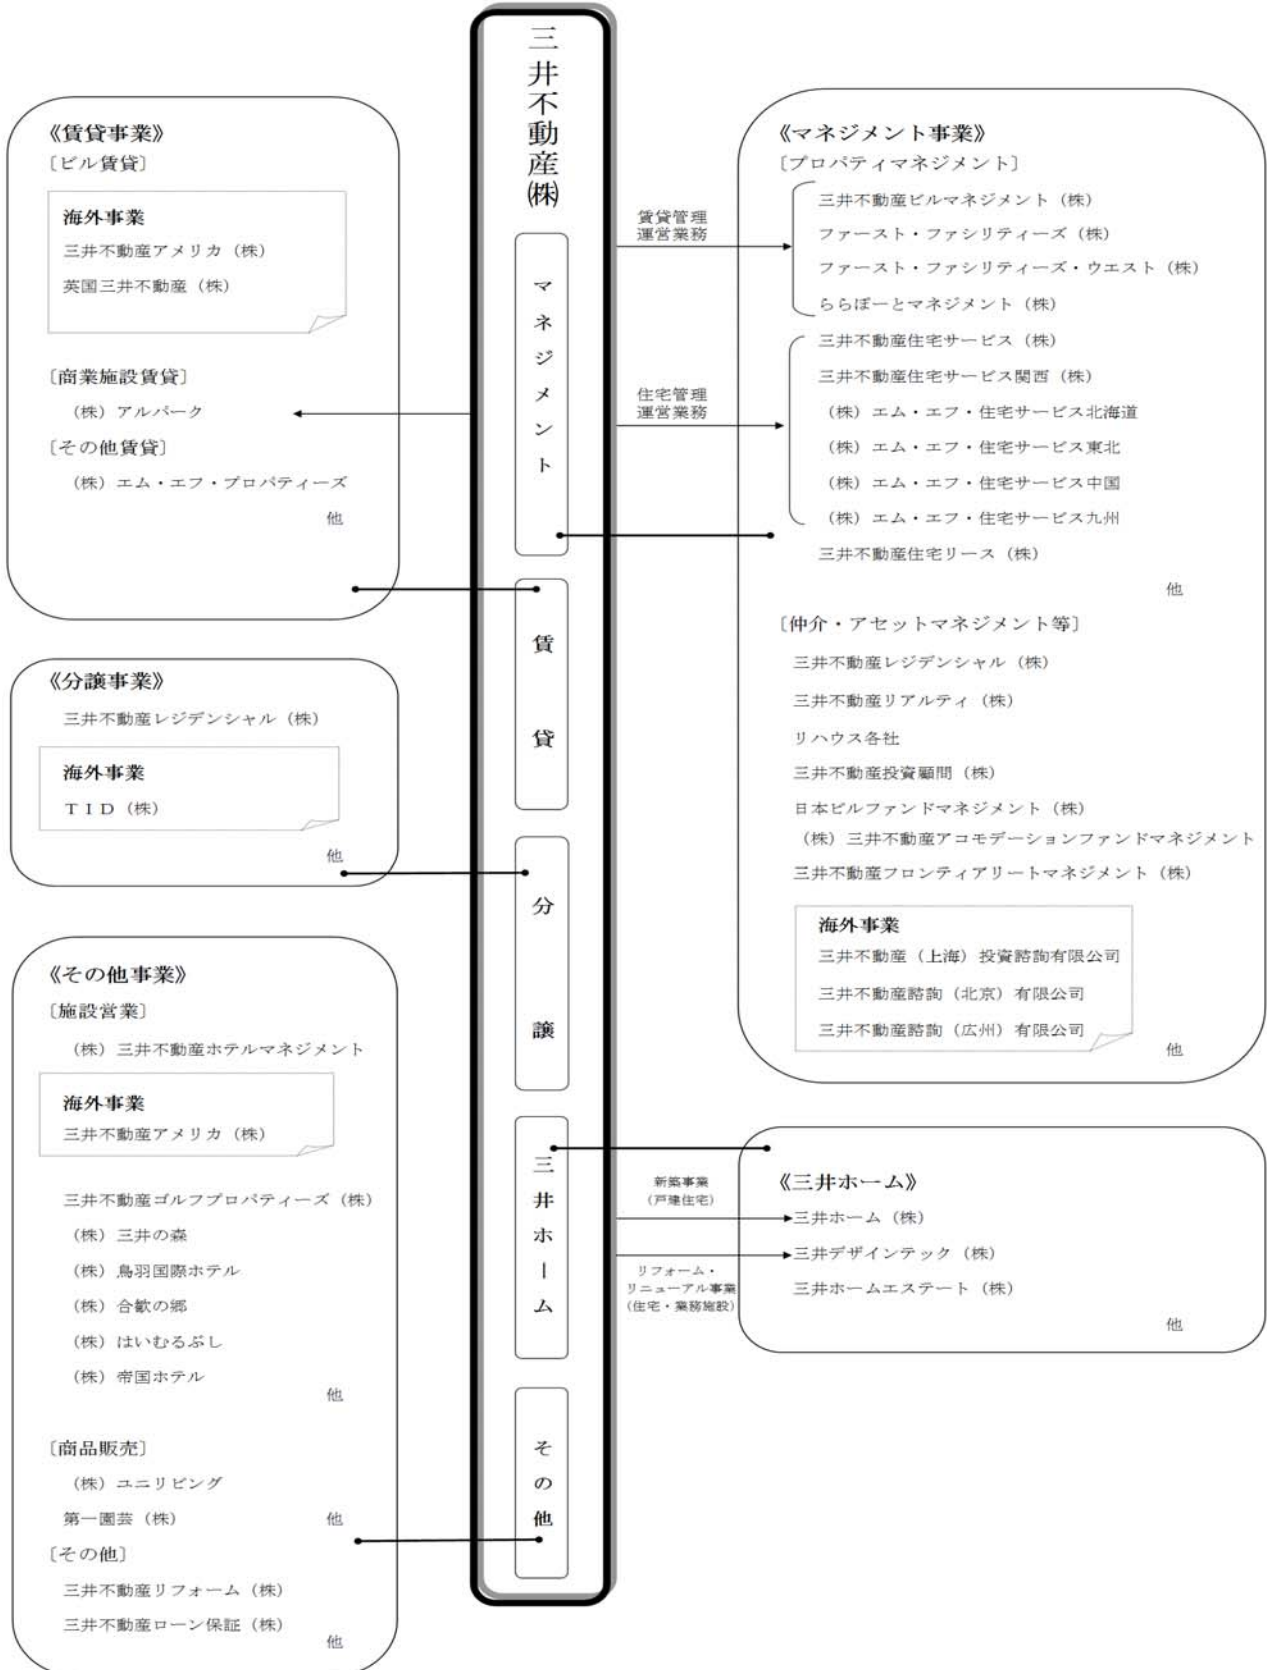 三井不動産㈱
マネジメント
賃貸
分譲
三井ホーム
その他
《賃貸事業》
〔ビル賃貸〕
海外事業
三井不動産アメリカ（株）
英国三井不動産（株）
〔商業施設賃貸〕
（株）アルパーク
〔その他賃貸〕
（株）エム・エフ・プロパティーズ
他
《分譲事業》
三井不動産レジデンシャル（株）
海外事業
ＴＩＤ（株）
他
《その他事業》
〔施設営業〕
（株）三井不動産ホテルマネジメント
海外事業
三井不動産アメリカ（株）
三井不動産ゴルフプロパティーズ（株）
（株）三井の森
（株）鳥羽国際ホテル
（株）合歓の郷
（株）はいむるぶし
（株）帝国ホテル
他
〔商品販売〕
（株）ユニリビング
第一園芸（株）
他
〔その他〕
三井不動産リフォーム（株）
三井不動産ローン保証（株）
他
賃貸管理
運営業務
住宅管理
運営業務
《マネジメント事業》
〔プロパティマネジメント〕
三井不動産ビルマネジメント（株）
ファースト・ファシリティーズ（株）
ファースト・ファシリティーズ・ウエスト（株）
ららぽーとマネジメント（株）
三井不動産住宅サービス（株）
三井不動産住宅サービス関西（株）
（株）エム・エフ・住宅サービス北海道
（株）エム・エフ・住宅サービス東北
（株）エム・エフ・住宅サービス中国
（株）エム・エフ・住宅サービス九州
三井不動産住宅リース（株）
他
〔仲介・アセットマネジメント等〕
三井不動産レジデンシャル（株）
三井不動産リアルティ（株）
リハウス各社
三井不動産投資顧問（株）
日本ビルファンドマネジメント（株）
（株）三井不動産アコモデーションファンドマネジメント
三井不動産フロンティアリートマネジメント（株）
海外事業
三井不動産（上海）投資諮詢有限公司
三井不動産諮詢（北京）有限公司
三井不動産諮詢（広州）有限公司
他
新築事業
（戸建住宅）
リフォーム・
リニューアル事業
（住宅・業務施設）
《三井ホーム》
三井ホーム（株）
三井デザインテック（株）
三井ホームエステート（株）
他